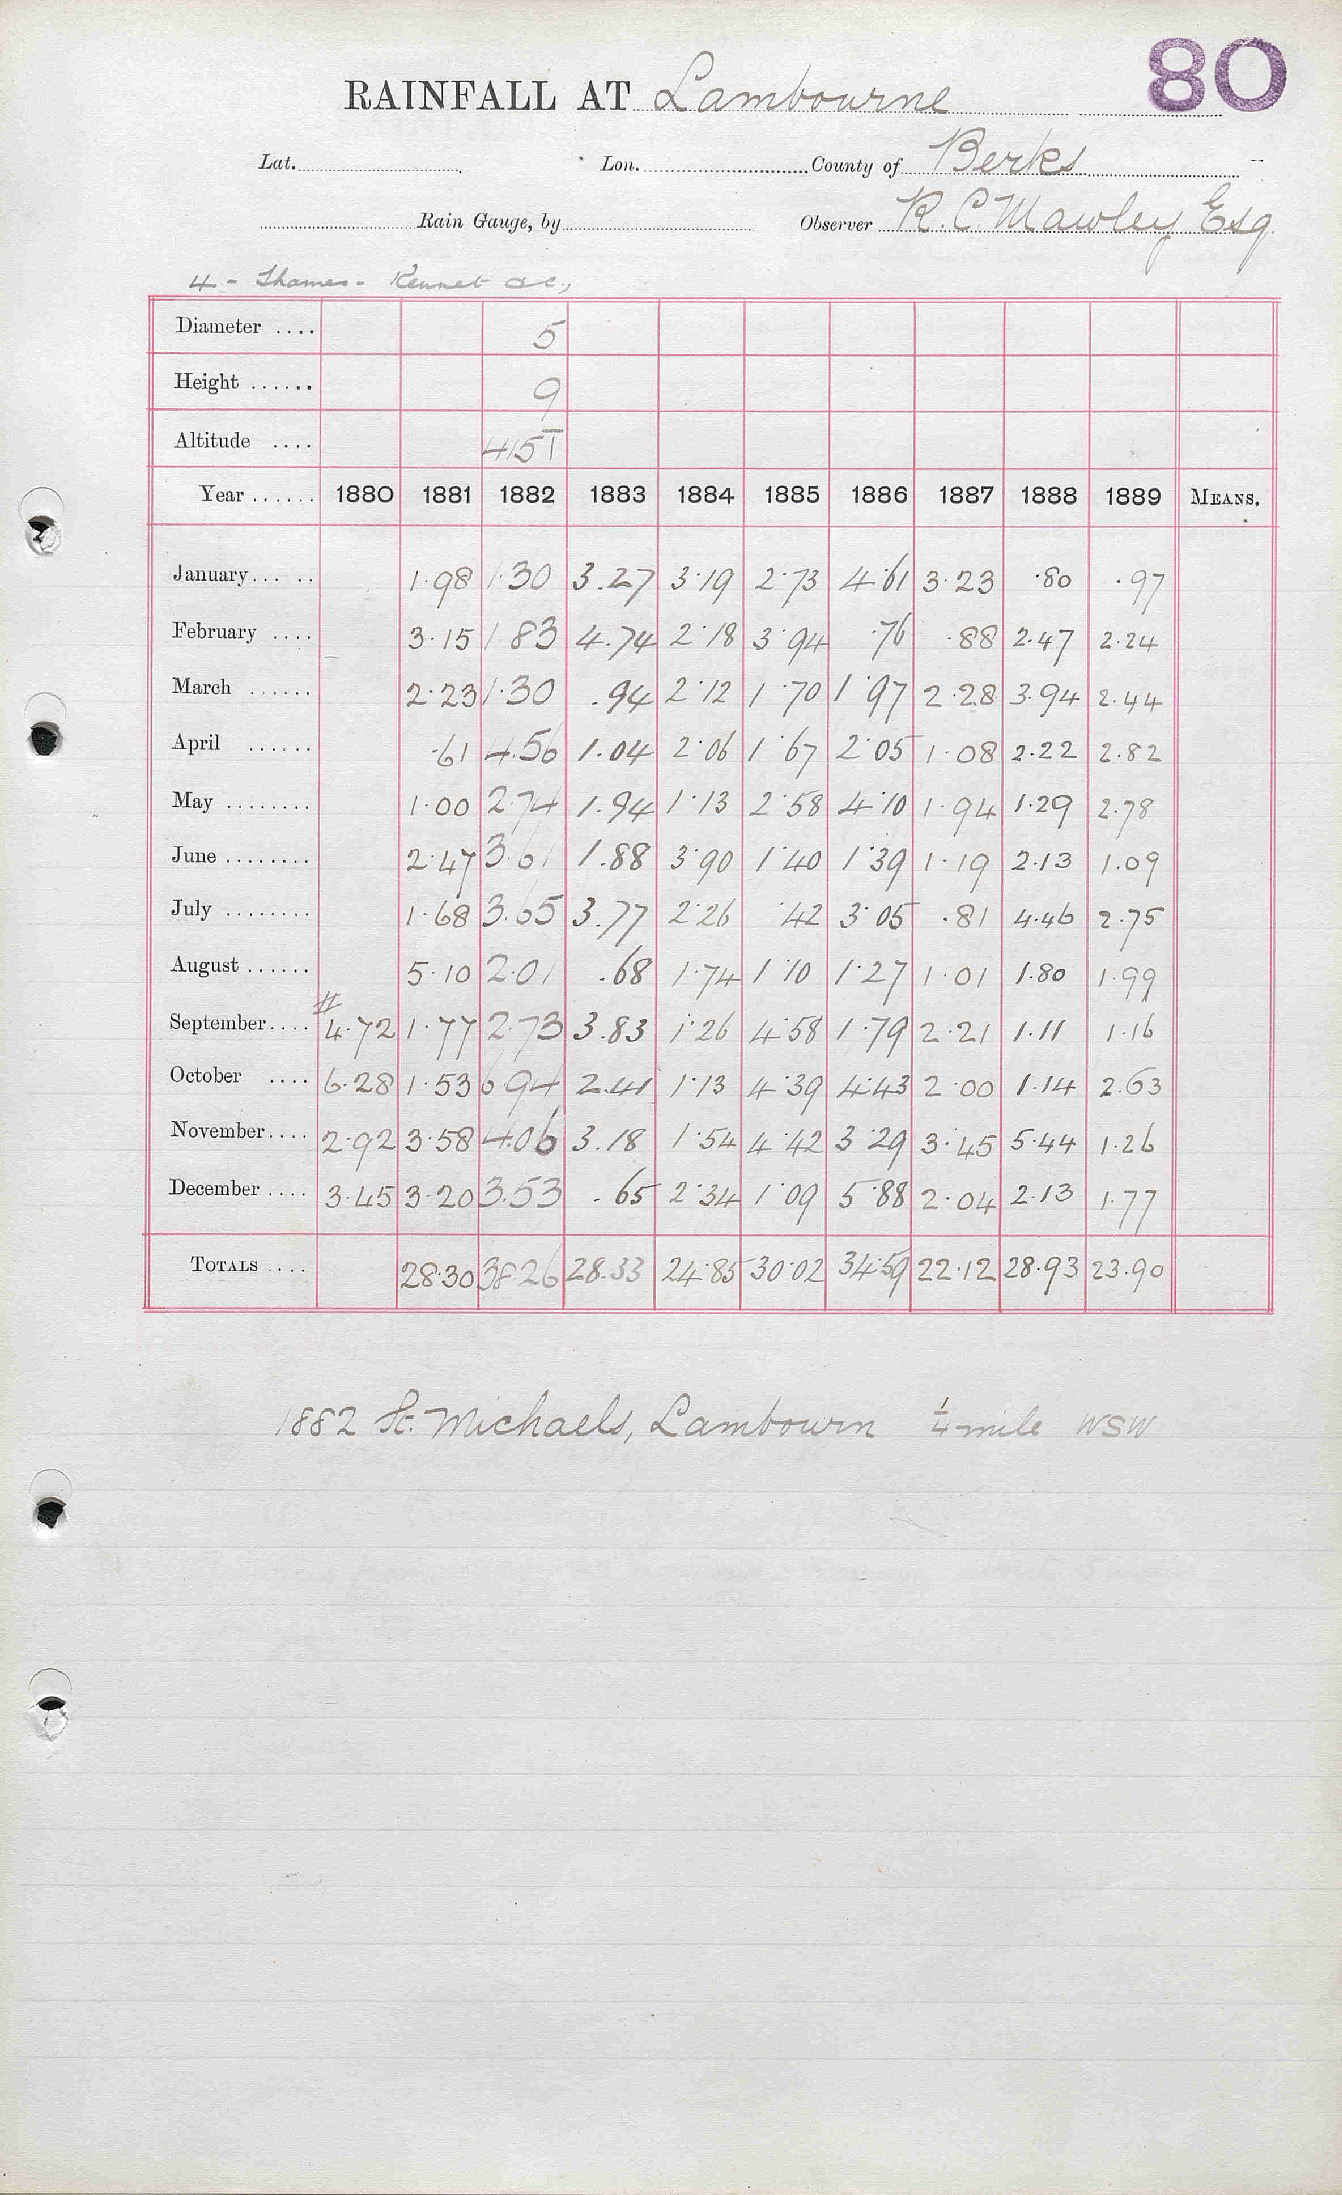 80
RAINFALL AT Lambourne
Lat. Lon. County of Berks
Rain Gauge, by Observer R. C. Mawley Esq
4 - Thames - Kennet &c,
Diameter .... 5
Height ...... 9
Altitude .... 415 T
Year ...... 1880 1881 1882 1883 1884 1885 1886 1887 1888 1889 MEANS.
January... .. 1.98 1.30 3.27 3.19 2.73 4.61 3.23 .80 .97
February .... 3.15 1.83 4.74 2.18 3.94 .76 .88 2.47 2.24
March ...... 2.23 1.30 .94 2.12 1.70 1.97 2.28 3.94 2.44
April ...... .61 4.56 1.04 2.06 1.67 2.05 1.08 2.22 2.82
May ........ 1.00 2.74 1.94 1.13 2.58 4.10 1.94 1.29 2.78
June ........ 2.47 3.61 1.88 3.90 1.40 1.39 1.19 2.13 1.09
July ........ 1.68 3.65 3.77 2.26 .42 3.05 .81 4.46 2.75
August ...... 5.10 2.01 .68 1.74 1.10 1.27 1.01 1.80 1.99
September.... # 4.72 1.77 2.73 3.83 1.26 4.58 1.79 2.21 1.11 1.16
October .... 6.28 1.53 6.94 2.41 1.13 4.39 4.43 2.00 1.14 2.63
November.... 2.92 3.58 4.06 3.18 1.54 4.42 3.29 3.45 5.44 1.26
December .... 3.45 3.20 3.53 .65 2.34 1.09 5.88 2.04 2.13 1.77
TOTALS .... 28.30 38.26 28.33 24.85 30.02 34.59 22.12 28.93 23.90
1882 St. Michaels, Lambourn 1/4 mile WSW